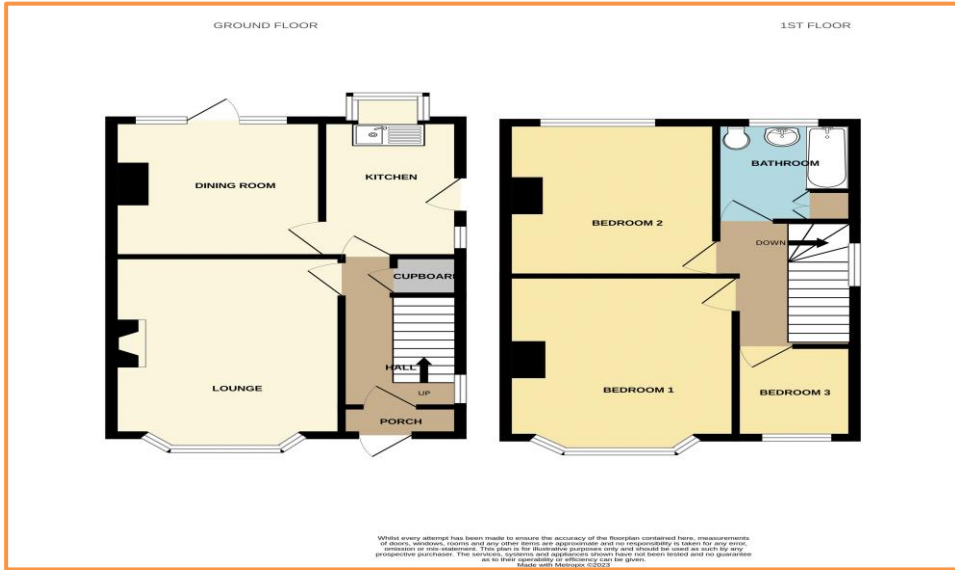 GROUND FLOOR
1ST FLOOR
DINING ROOM
KITCHEN
CUPBOARD
LOUNGE
HALL
UP
PORCH
BATHROOM
BEDROOM 2
DOWN
BEDROOM 1
BEDROOM 3
Whilst every attempt has been made to ensure the accuracy of the floorplan contained here, measurements
of doors, windows, rooms and any other items are approximate and no responsibility is taken for any error,
omission or mis-statement. This plan is for illustrative purposes only and should be used as such by any
prospective purchaser. The services, systems and appliances shown have not been tested and no guarantee
as to their operability or efficiency can be given.
Made with Metropix ©2023